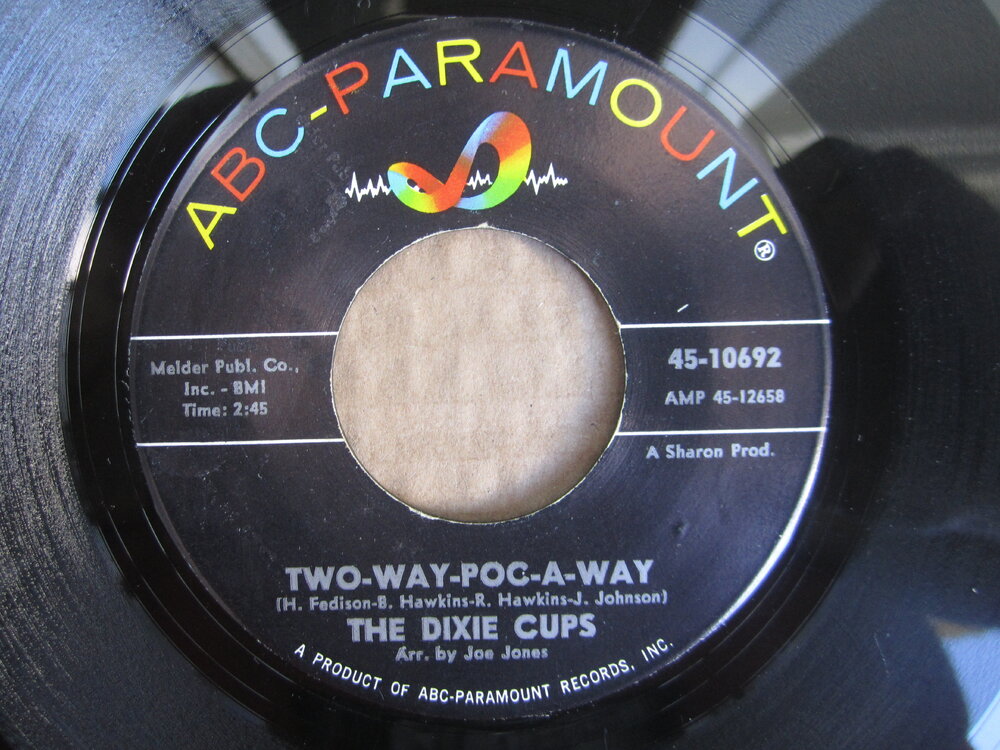 ABC-PARAMOUNT®
Melder Publ. Co.,
Inc. - BMI
Time: 2:45
45-10692
AMP 45-12658
A Sharon Prod.
TWO-WAY-POC-A-WAY
(H. Fedison-B. Hawkins-R. Hawkins-J. Johnson)
THE DIXIE CUPS
Arr. by Joe Jones
A PRODUCT OF ABC-PARAMOUNT RECORDS, INC.